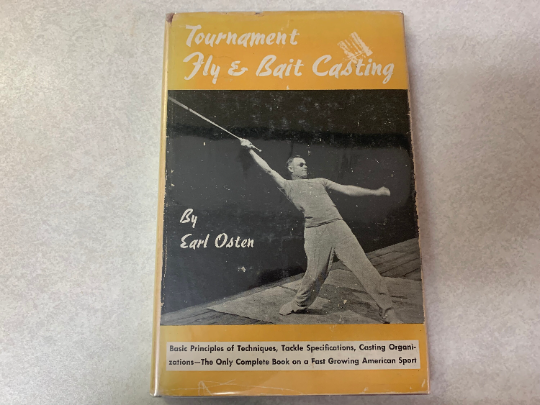 Tournament
Fly & Bait Casting
By
Earl Osten
Basic Principles of Techniques, Tackle Specifications, Casting Organi-
zations—The Only Complete Book on a Fast Growing American Sport